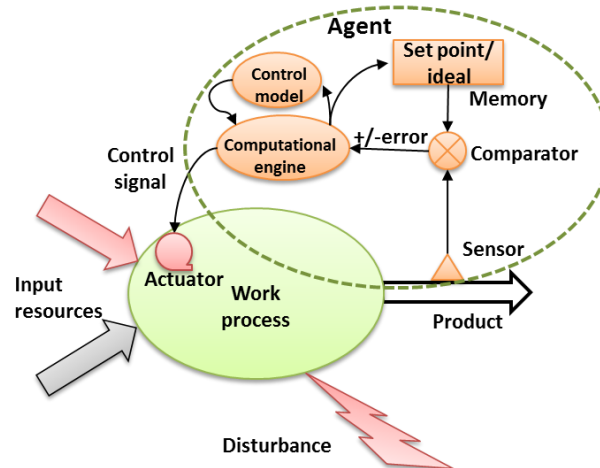 Agent
Set point/
ideal
Control
model
Memory
+/-error
Computational
engine
Comparator
Control
signal
Sensor
Actuator
Input
resources
Work
process
Product
Disturbance